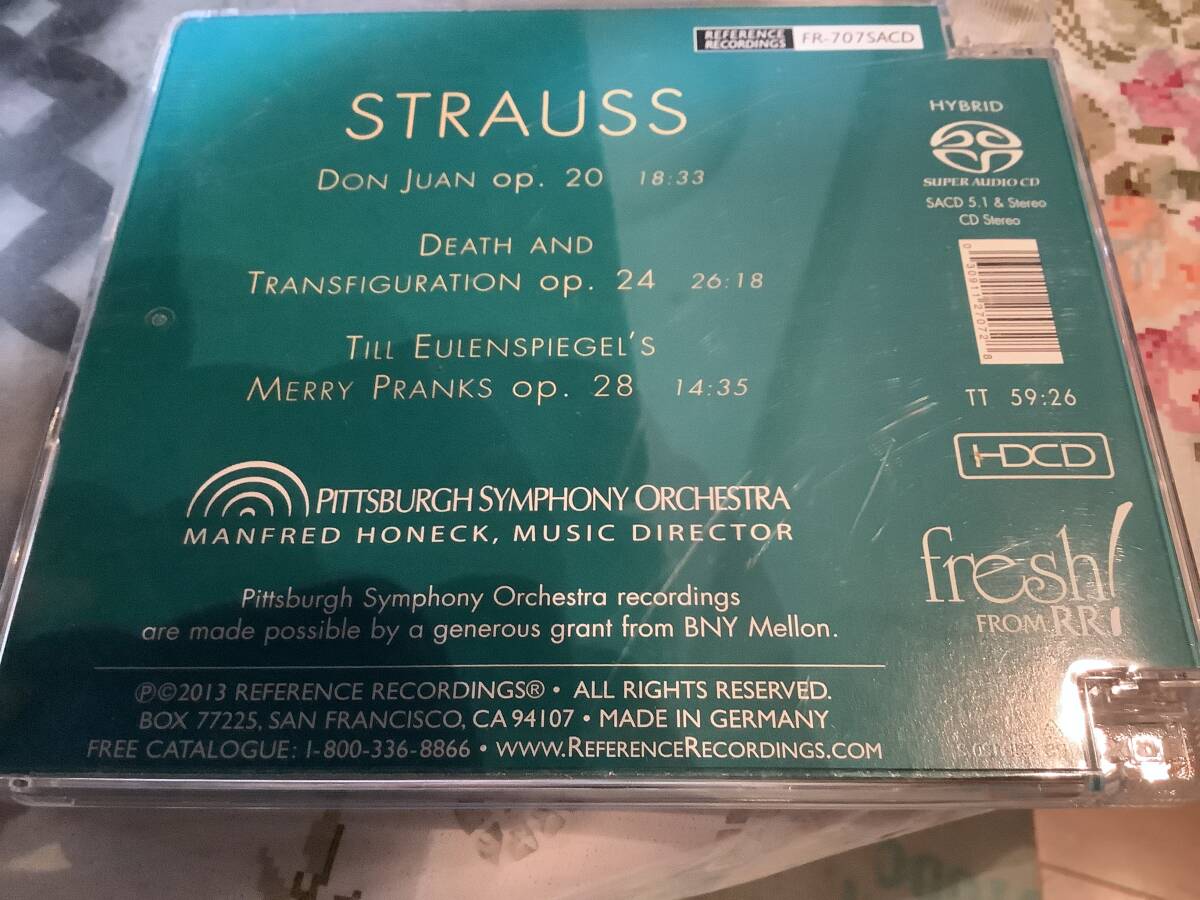 REFERENCE
RECORDINGS
FR-707SACD
STRAUSS
DON JUAN OP. 20 18:33
DEATH AND
TRANSFIGURATION OP. 24 26:18
TILL EULENSPIEGEL'S
MERRY PRANKS OP. 28 14:35
PITTSBURGH SYMPHONY ORCHESTRA
MANFRED HONECK, MUSIC DIRECTOR
Pittsburgh Symphony Orchestra recordings
are made possible by a generous grant from BNY Mellon.
℗©2013 REFERENCE RECORDINGS® • ALL RIGHTS RESERVED.
BOX 77225, SAN FRANCISCO, CA 94107 • MADE IN GERMANY
FREE CATALOGUE: 1-800-336-8866 • WWW.REFERENCERECORDINGS.COM
HYBRID
SUPER AUDIO CD
SACD 5.1 & Stereo
CD Stereo
0 30911 27072 8
TT 59:26
HDCD
fresh!
FROM RR